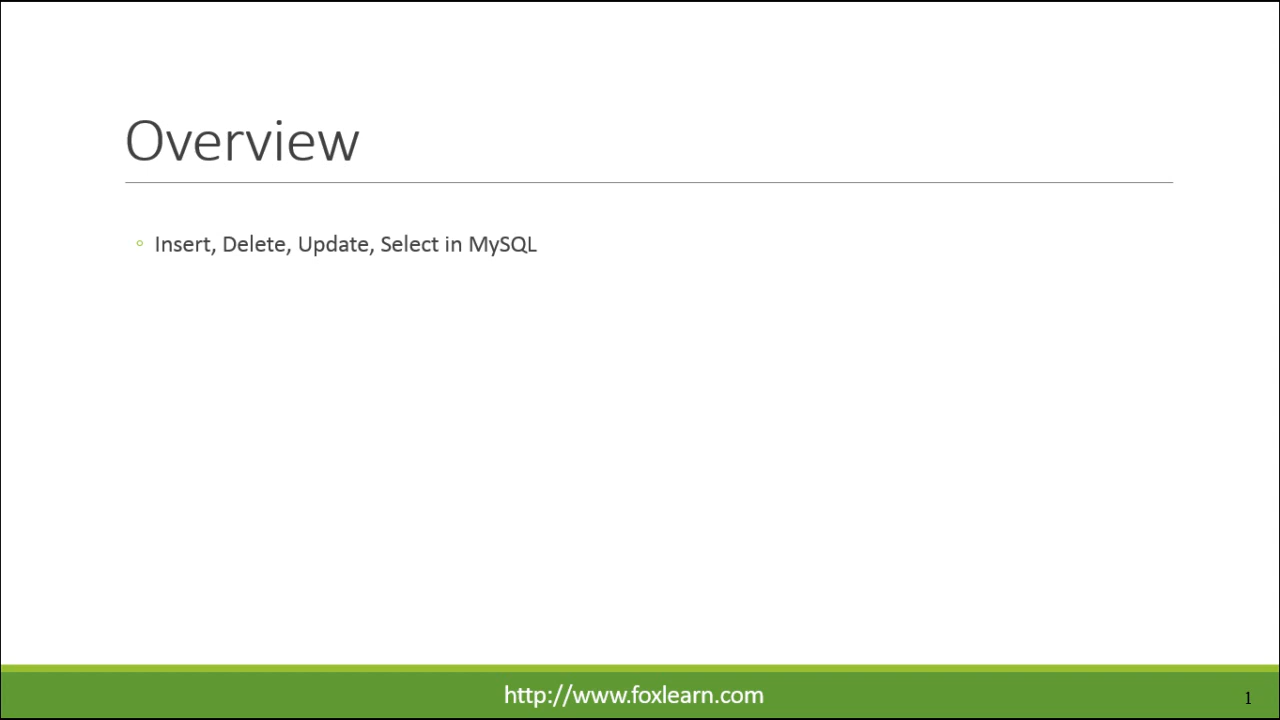 Overview
◦ Insert, Delete, Update, Select in MySQL
http://www.foxlearn.com
1